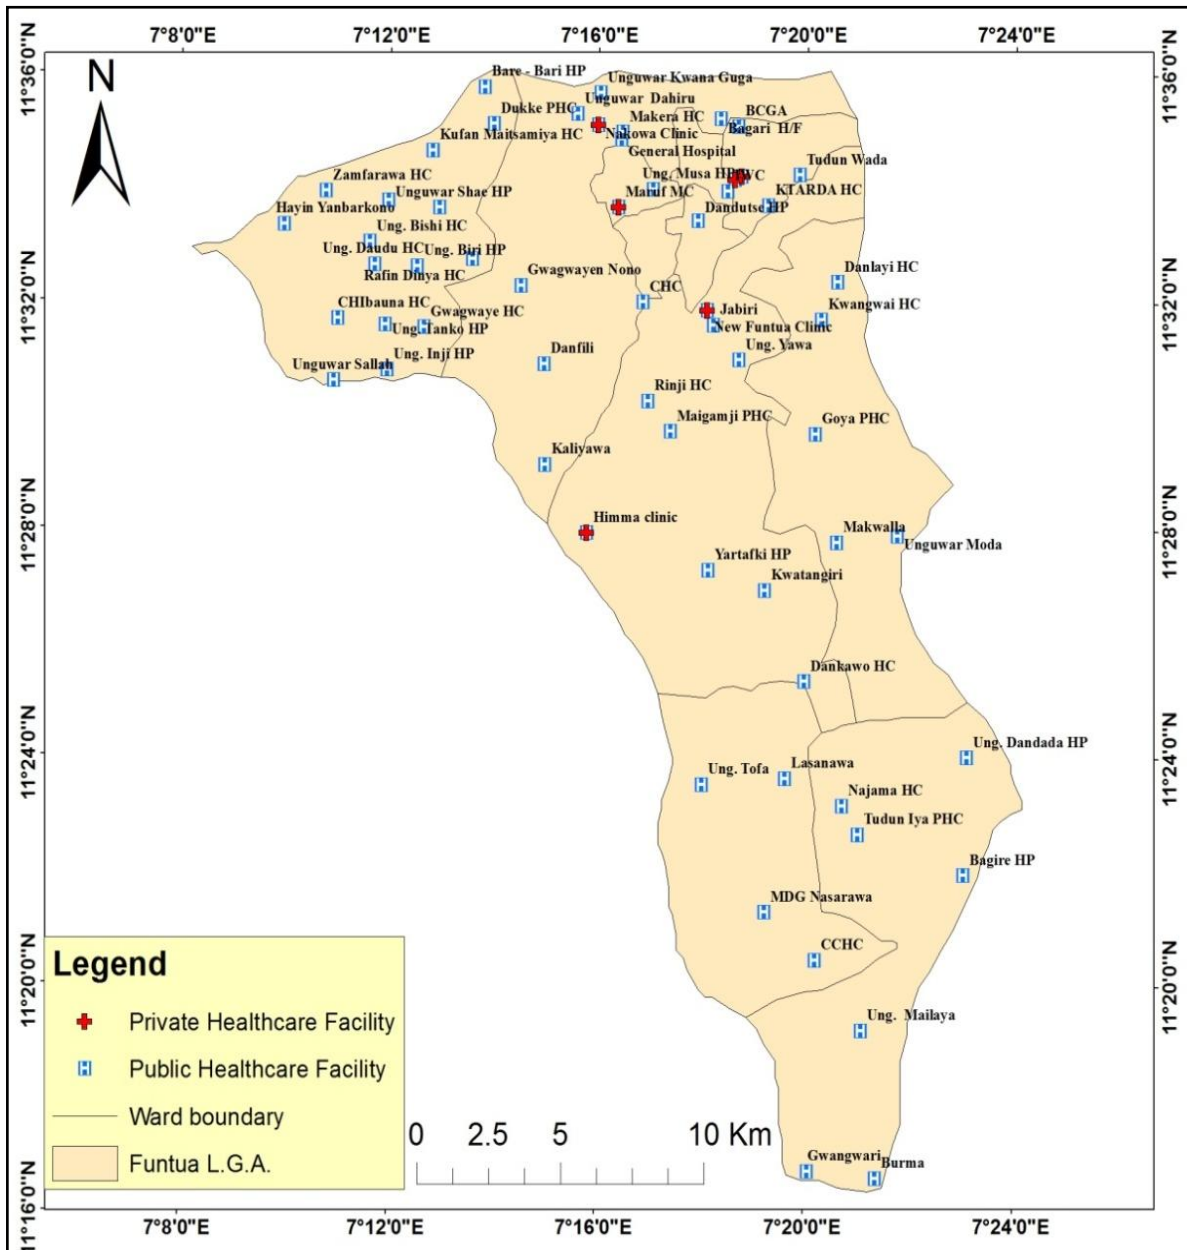 7°8'0"E 7°12'0"E 7°16'0"E 7°20'0"E 7°24'0"E
11°36'0"N
11°36'0"N
N
Bare - Bari HP
Unguwar Kwana Guga
Dukke PHC
Unguwar Dahiru
Makera HC
BCGA
Kufan Maitsamiya HC
Nakowa Clinic
Bagari H/F
General Hospital
Zamfarawa HC
Ung. Musa HP
WC
Tudun Wada
Unguwar Shae HP
Maruf MC
KTARDA HC
Hayin Yanbarkono
Dandutse HP
Ung. Bishi HC
Ung. Daudu HC
Ung. Biri HP
Rafin Dinya HC
Gwagwayen Nono
Danlayi HC
11°32'0"N
11°32'0"N
CHC
CHIbauna HC
Gwagwaye HC
Jabiri
Kwangwai HC
Ung. Tanko HP
New Funtua Clinic
Ung. Inji HP
Danfili
Ung. Yawa
Unguwar Sallah
Rinji HC
Maigamji PHC
Goya PHC
Kaliyawa
11°28'0"N
11°28'0"N
Himma clinic
Makwalla
Unguwar Moda
Yartafki HP
Kwatangiri
Dankawo HC
11°24'0"N
11°24'0"N
Ung. Dandada HP
Ung. Tofa
Lasanawa
Najama HC
Tudun Iya PHC
Bagire HP
MDG Nasarawa
CCHC
11°20'0"N
11°20'0"N
Ung. Mailaya
Legend
Private Healthcare Facility
Public Healthcare Facility
Ward boundary
Funtua L.G.A.
0 2.5 5 10 Km
Gwangwari
Burma
11°16'0"N
11°16'0"N
7°8'0"E 7°12'0"E 7°16'0"E 7°20'0"E 7°24'0"E